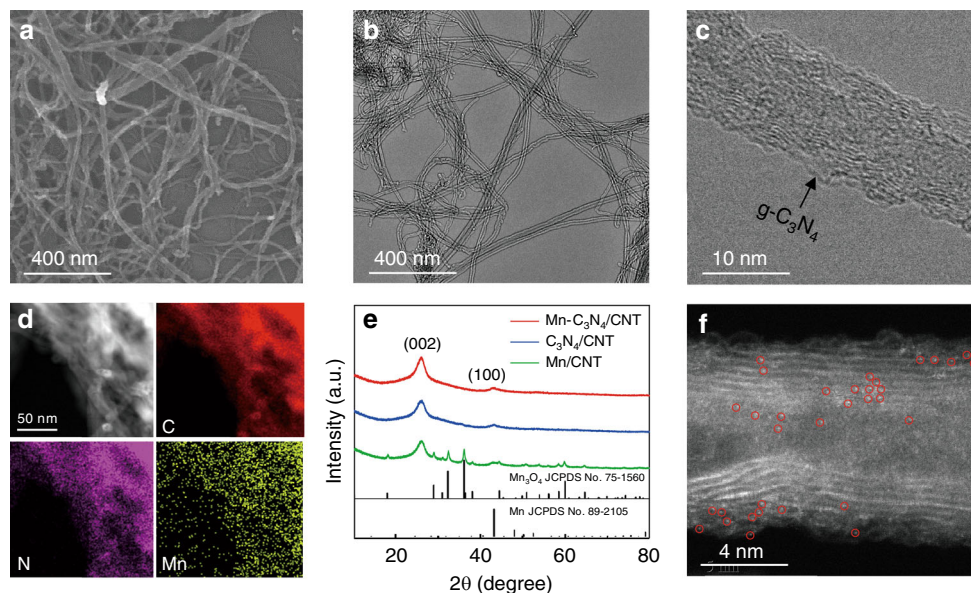 a
400 nm
b
400 nm
c
g-C₃N₄
10 nm
d
50 nm
C
N
Mn
e
Mn-C₃N₄/CNT
C₃N₄/CNT
Mn/CNT
(002)
(100)
Mn₃O₄ JCPDS No. 75-1560
Mn JCPDS No. 89-2105
Intensity (a.u.)
20
40
60
80
2θ (degree)
f
4 nm